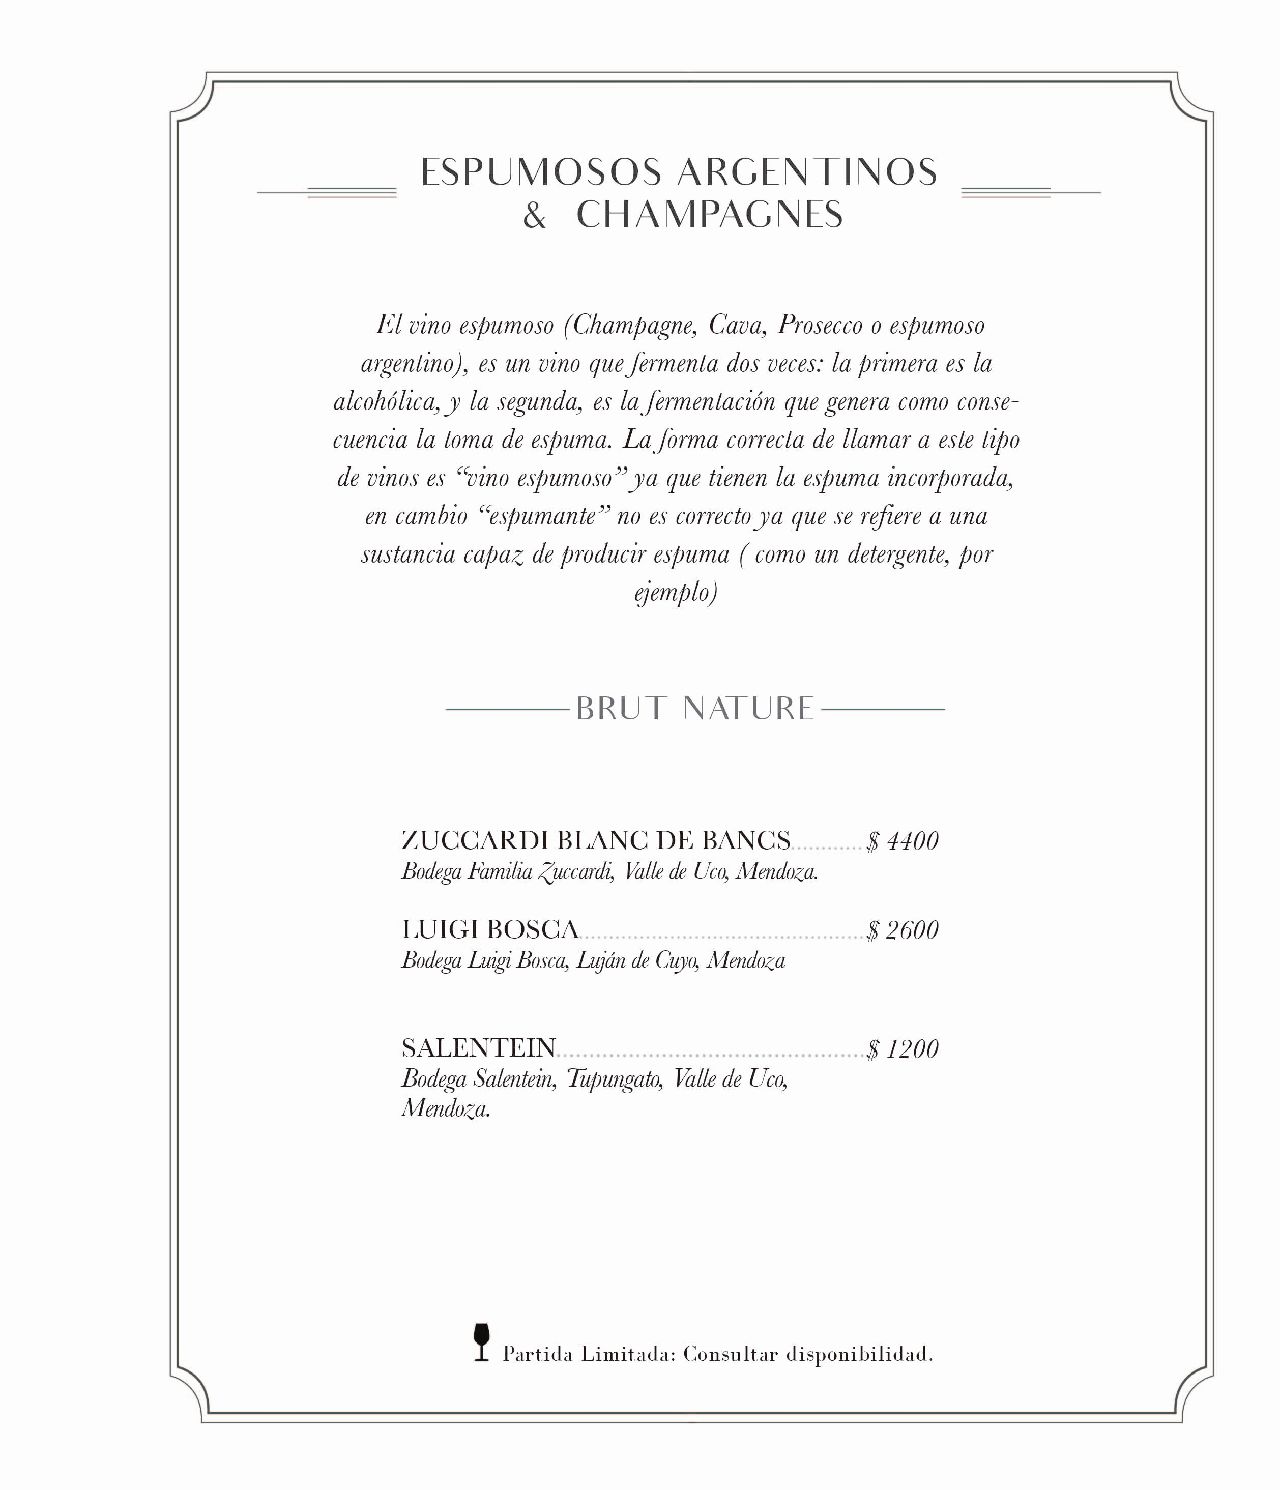 ESPUMOSOS ARGENTINOS
& CHAMPAGNES
El vino espumoso (Champagne, Cava, Prosecco o espumoso
argentino), es un vino que fermenta dos veces: la primera es la
alcohólica, y la segunda, es la fermentación que genera como conse-
cuencia la toma de espuma. La forma correcta de llamar a este tipo
de vinos es “vino espumoso” ya que tienen la espuma incorporada,
en cambio “espumante” no es correcto ya que se refiere a una
sustancia capaz de producir espuma ( como un detergente, por
ejemplo)
BRUT NATURE
ZUCCARDI BLANC DE BANCS............$ 4400
Bodega Familia Zuccardi, Valle de Uco, Mendoza.
LUIGI BOSCA................................................$ 2600
Bodega Luigi Bosca, Luján de Cuyo, Mendoza
SALENTEIN....................................................$ 1200
Bodega Salentein, Tupungato, Valle de Uco,
Mendoza.
Partida Limitada: Consultar disponibilidad.